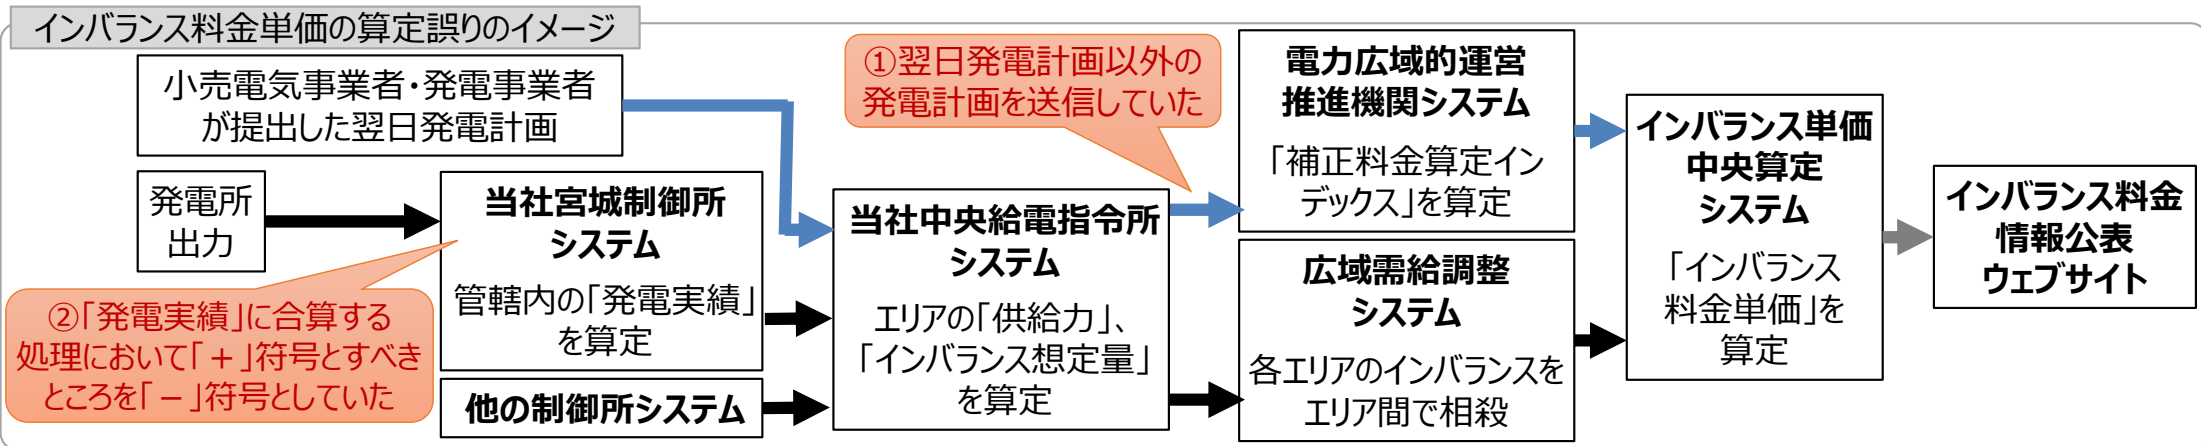 インバランス料金単価の算定誤りのイメージ
小売電気事業者・発電事業者
が提出した翌日発電計画
①翌日発電計画以外の
発電計画を送信していた
電力広域的運営
推進機関システム
「補正料金算定イン
デックス」を算定
発電所
出力
当社宮城制御所
システム
管轄内の「発電実績」
を算定
②「発電実績」に合算する
処理において「＋」符号とすべき
ところを「－」符号としていた
他の制御所システム
当社中央給電指令所
システム
エリアの「供給力」、
「インバランス想定量」
を算定
広域需給調整
システム
各エリアのインバランスを
エリア間で相殺
インバランス単価
中央算定
システム
「インバランス
料金単価」を
算定
インバランス料金
情報公表
ウェブサイト